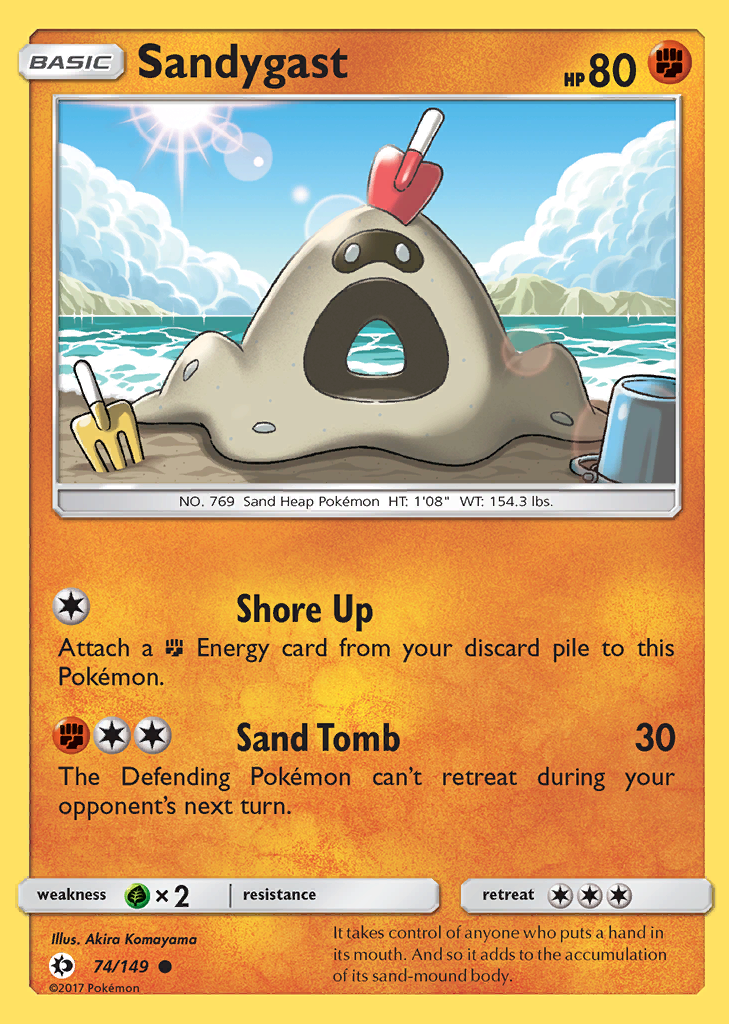 BASIC Sandygast HP 80
NO. 769 Sand Heap Pokémon HT: 1'08" WT: 154.3 lbs.
Shore Up
Attach a Energy card from your discard pile to this
Pokémon.
Sand Tomb 30
The Defending Pokémon can't retreat during your
opponent's next turn.
weakness × 2 resistance retreat
Illus. Akira Komayama
74/149
©2017 Pokémon
It takes control of anyone who puts a hand in
its mouth. And so it adds to the accumulation
of its sand-mound body.